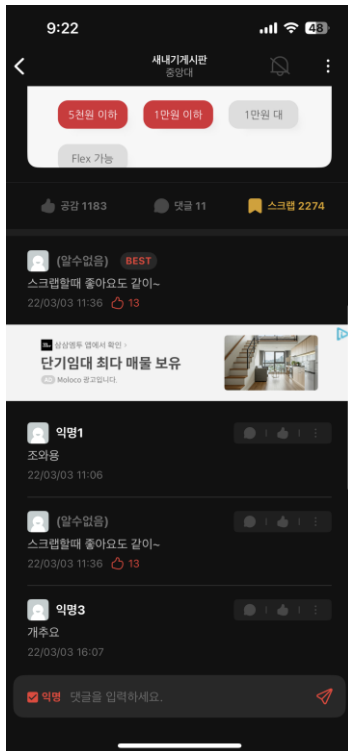 9:22
48
새내기게시판
중앙대
5천원 이하
1만원 이하
1만원 대
Flex 가능
공감 1183
댓글 11
스크랩 2274
(알수없음) BEST
스크랩할때 좋아요도 같이~
22/03/03 11:36 13
삼삼엠투 앱에서 확인 >
단기임대 최다 매물 보유
AD Moloco 광고입니다.
익명1
조와용
22/03/03 11:06
(알수없음)
스크랩할때 좋아요도 같이~
22/03/03 11:36 13
익명3
개추요
22/03/03 16:07
익명 댓글을 입력하세요.